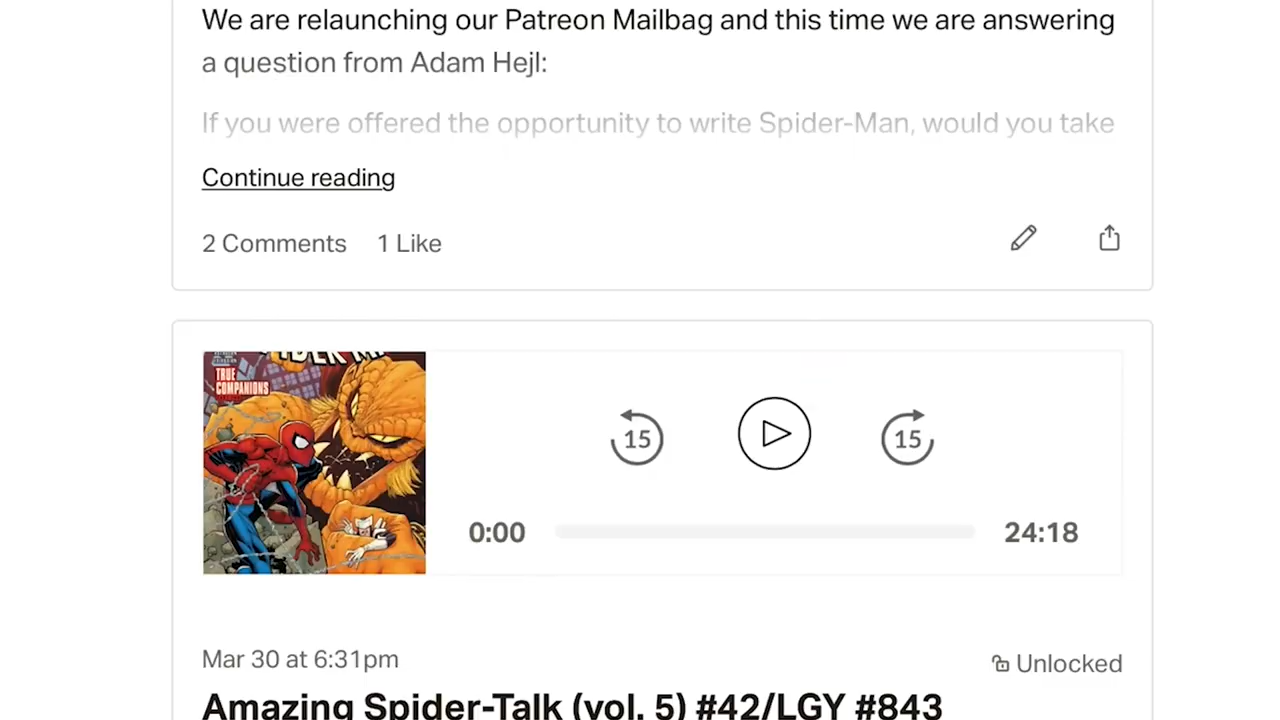 We are relaunching our Patreon Mailbag and this time we are answering
a question from Adam Hejl:
If you were offered the opportunity to write Spider-Man, would you take
Continue reading
2 Comments 1 Like
TRUE
COMPANIONS
15
15
0:00
24:18
Mar 30 at 6:31pm
Unlocked
Amazing Spider-Talk (vol. 5) #42/LGY #843